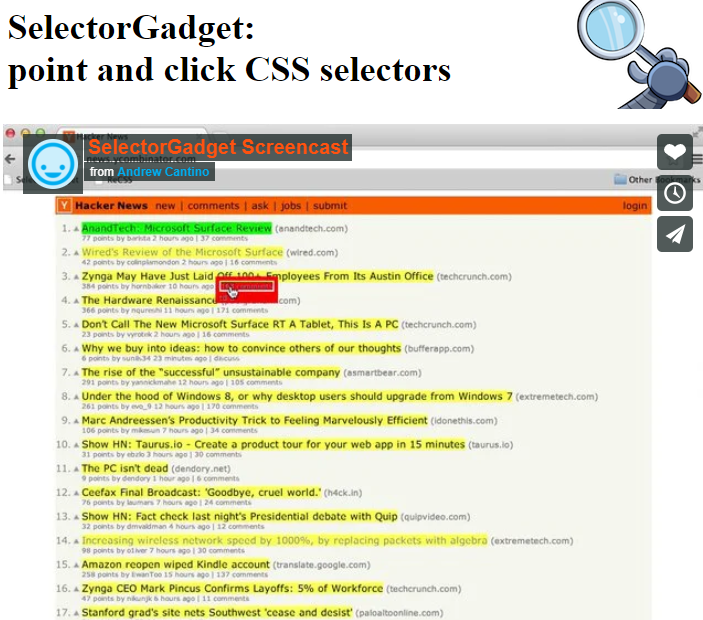 SelectorGadget:
point and click CSS selectors
Hacker News
SelectorGadget Screencast
news.ycombinator.com
from Andrew Cantino
Other Bookmarks
Y Hacker News new | comments | ask | jobs | submit login
1. AnandTech: Microsoft Surface Review (anandtech.com)
77 points by barista 2 hours ago | 37 comments
2. Wired's Review of the Microsoft Surface (wired.com)
42 points by colinplamondon 2 hours ago | 16 comments
3. Zynga May Have Just Laid Off 100+ Employees From Its Austin Office (techcrunch.com)
384 points by hornbaker 10 hours ago
4. The Hardware Renaissance .com)
366 points by nqureshi 11 hours ago | 171 comments
5. Don't Call The New Microsoft Surface RT A Tablet, This Is A PC (techcrunch.com)
23 points by vyrotek 2 hours ago | 16 comments
6. Why we buy into ideas: how to convince others of our thoughts (bufferapp.com)
6 points by sunils34 23 minutes ago | discuss
7. The rise of the “successful” unsustainable company (asmartbear.com)
291 points by yannickmahe 12 hours ago | 105 comments
8. Under the hood of Windows 8, or why desktop users should upgrade from Windows 7 (extremetech.com)
261 points by evo_9 12 hours ago | 170 comments
9. Marc Andreessen's Productivity Trick to Feeling Marvelously Efficient (idonethis.com)
106 points by mikesun 7 hours ago | 34 comments
10. Show HN: Taurus.io - Create a product tour for your web app in 15 minutes (taurus.io)
31 points by ebzlo 3 hours ago | 30 comments
11. The PC isn't dead (dendory.net)
9 points by dendory 1 hour ago | 6 comments
12. Ceefax Final Broadcast: 'Goodbye, cruel world.' (h4ck.in)
76 points by laumars 7 hours ago | 24 comments
13. Show HN: Fact check last night's Presidential debate with Quip (quipvideo.com)
32 points by dmvaldman 4 hours ago | 12 comments
14. Increasing wireless network speed by 1000%, by replacing packets with algebra (extremetech.com)
98 points by o1iver 7 hours ago | 30 comments
15. Amazon reopen wiped Kindle account (translate.google.com)
258 points by EwanToo 15 hours ago | 137 comments
16. Zynga CEO Mark Pincus Confirms Layoffs: 5% of Workforce (techcrunch.com)
47 points by nikunjk 6 hours ago | 11 comments
17. Stanford grad's site nets Southwest 'cease and desist' (paloaltoonline.com)